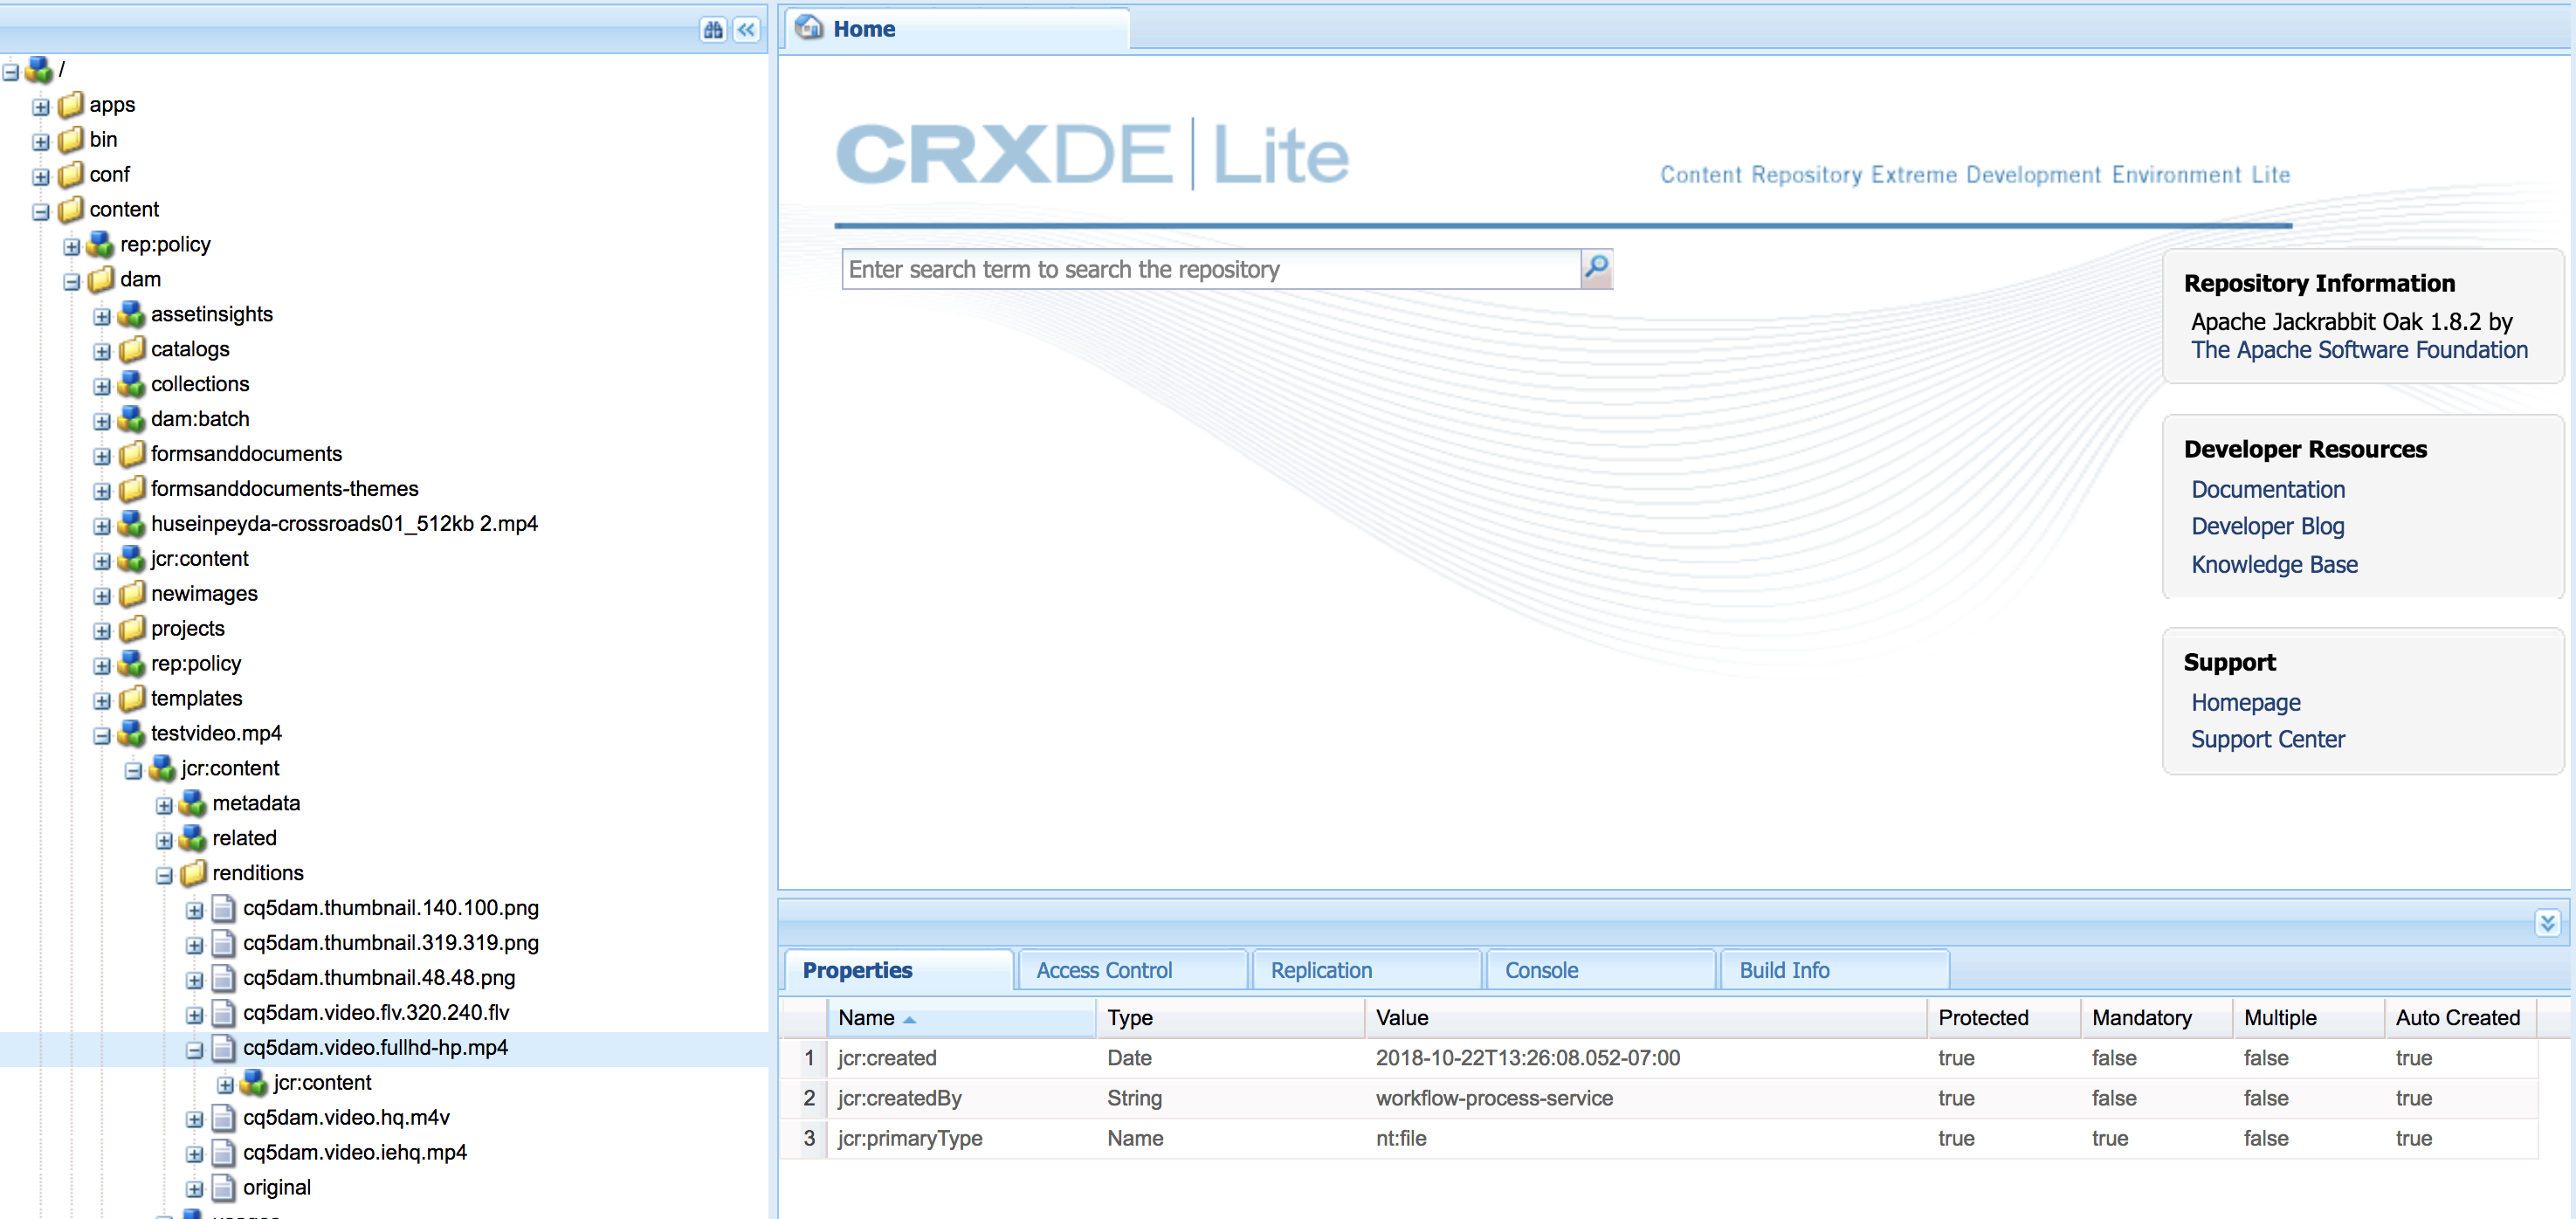 /
apps
bin
conf
content
rep:policy
dam
assetinsights
catalogs
collections
dam:batch
formsanddocuments
formsanddocuments-themes
huseinpeyda-crossroads01_512kb 2.mp4
jcr:content
newimages
projects
rep:policy
templates
testvideo.mp4
jcr:content
metadata
related
renditions
cq5dam.thumbnail.140.100.png
cq5dam.thumbnail.319.319.png
cq5dam.thumbnail.48.48.png
cq5dam.video.flv.320.240.flv
cq5dam.video.fullhd-hp.mp4
jcr:content
cq5dam.video.hq.m4v
cq5dam.video.iehq.mp4
original
Home
CRXDE | Lite
Content Repository Extreme Development Environment Lite
Enter search term to search the repository
Repository Information
Apache Jackrabbit Oak 1.8.2 by
The Apache Software Foundation
Developer Resources
Documentation
Developer Blog
Knowledge Base
Support
Homepage
Support Center
Properties Access Control Replication Console Build Info
Name Type Value Protected Mandatory Multiple Auto Created
1 jcr:created Date 2018-10-22T13:26:08.052-07:00 true false false true
2 jcr:createdBy String workflow-process-service true false false true
3 jcr:primaryType Name nt:file true true false true